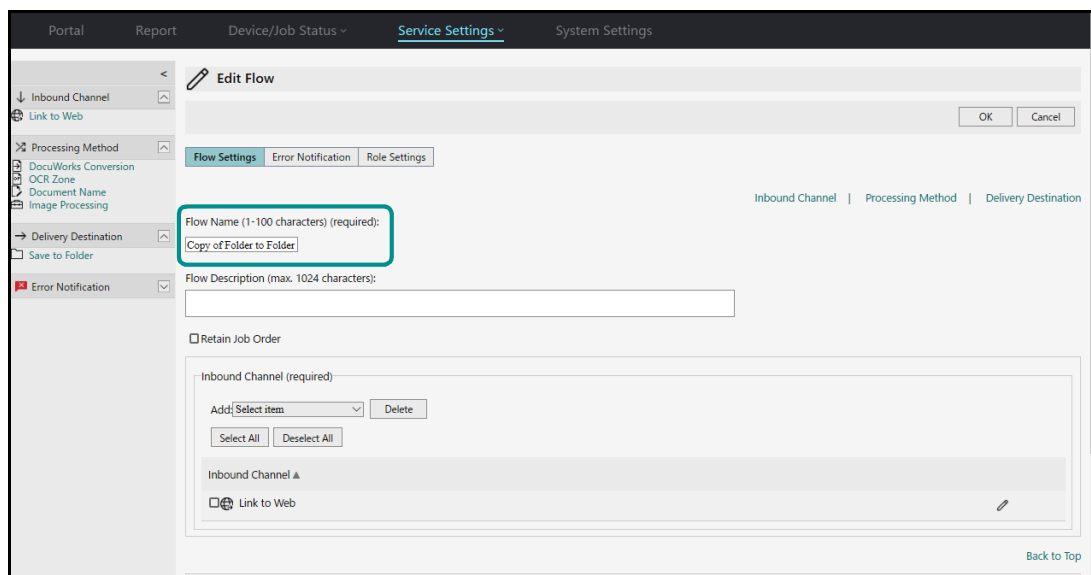 Portal Report Device/Job Status Service Settings System Settings
<
Edit Flow
Inbound Channel
Link to Web
OK Cancel
Processing Method
DocuWorks Conversion
OCR Zone
Document Name
Image Processing
Delivery Destination
Save to Folder
Error Notification
Flow Settings Error Notification Role Settings
Inbound Channel | Processing Method | Delivery Destination
Flow Name (1-100 characters) (required):
Copy of Folder to Folder
Flow Description (max. 1024 characters):
Retain Job Order
Inbound Channel (required)
Add: Select item Delete
Select All Deselect All
Inbound Channel ▲
Link to Web
Back to Top